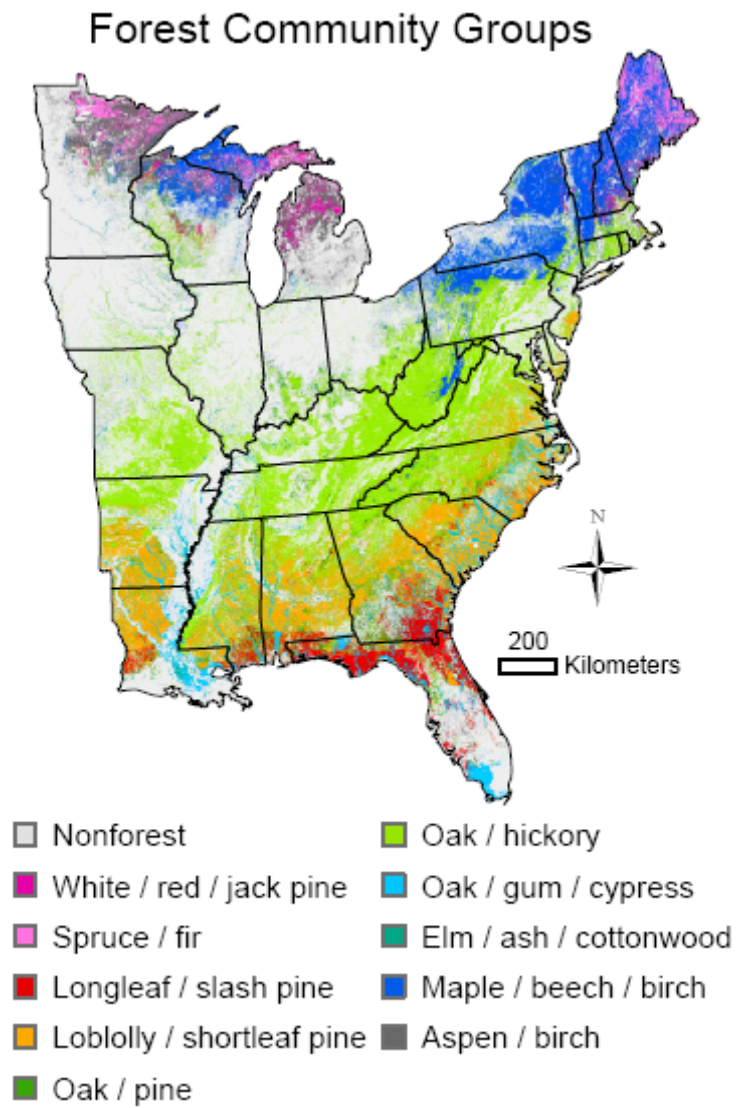 Forest Community Groups
N
200
Kilometers
Nonforest
White / red / jack pine
Spruce / fir
Longleaf / slash pine
Loblolly / shortleaf pine
Oak / pine
Oak / hickory
Oak / gum / cypress
Elm / ash / cottonwood
Maple / beech / birch
Aspen / birch